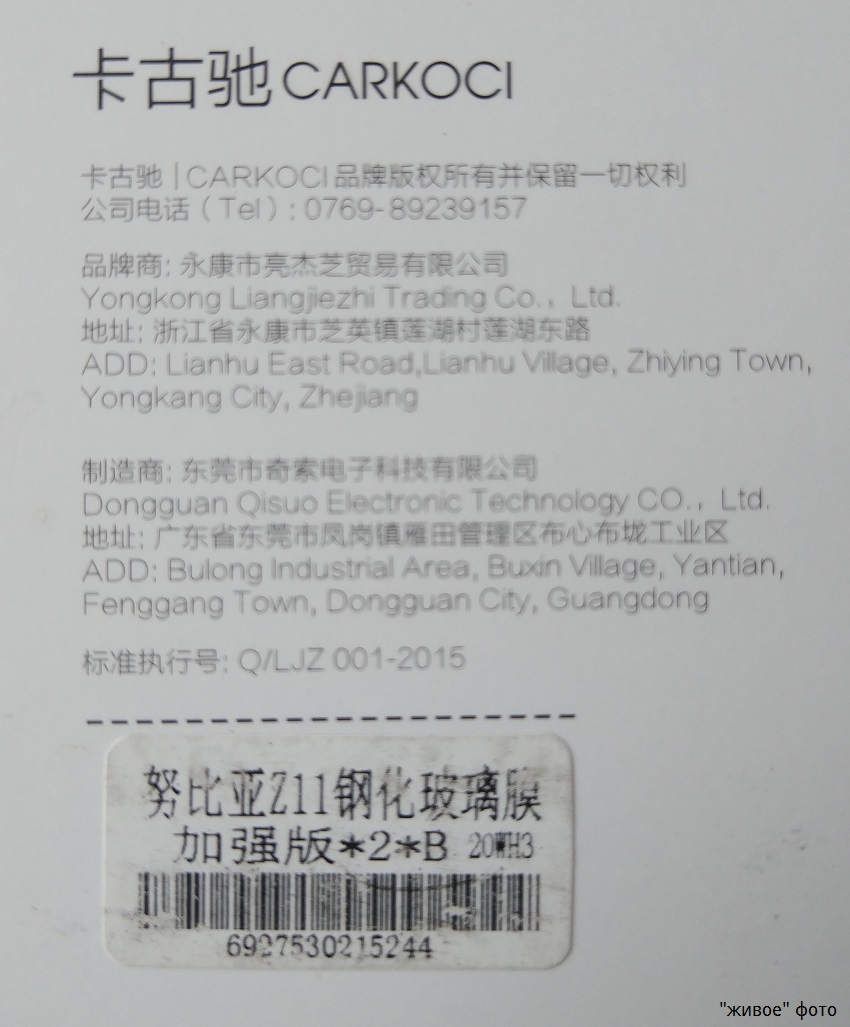 卡古驰 CARKOCI
卡古驰 | CARKOCI 品牌版权所有并保留一切权利
公司电话 ( Tel ) : 0769-89239157
品牌商: 永康市亮杰芝贸易有限公司
Yongkong Liangjiezhi Trading Co., Ltd.
地址: 浙江省永康市芝英镇莲湖村莲湖东路
ADD: Lianhu East Road,Lianhu Village, Zhiying Town,
Yongkang City, Zhejiang
制造商: 东莞市奇索电子科技有限公司
Dongguan Qisuo Electronic Technology CO., Ltd.
地址: 广东省东莞市凤岗镇雁田管理区布心布垅工业区
ADD: Bulong Industrial Area, Buxin Village, Yantian,
Fenggang Town, Dongguan City, Guangdong
标准执行号: Q/LJZ 001-2015
努比亚Z11钢化玻璃膜
加强版*2*B 20WH3
6927530215244
"живое" фото